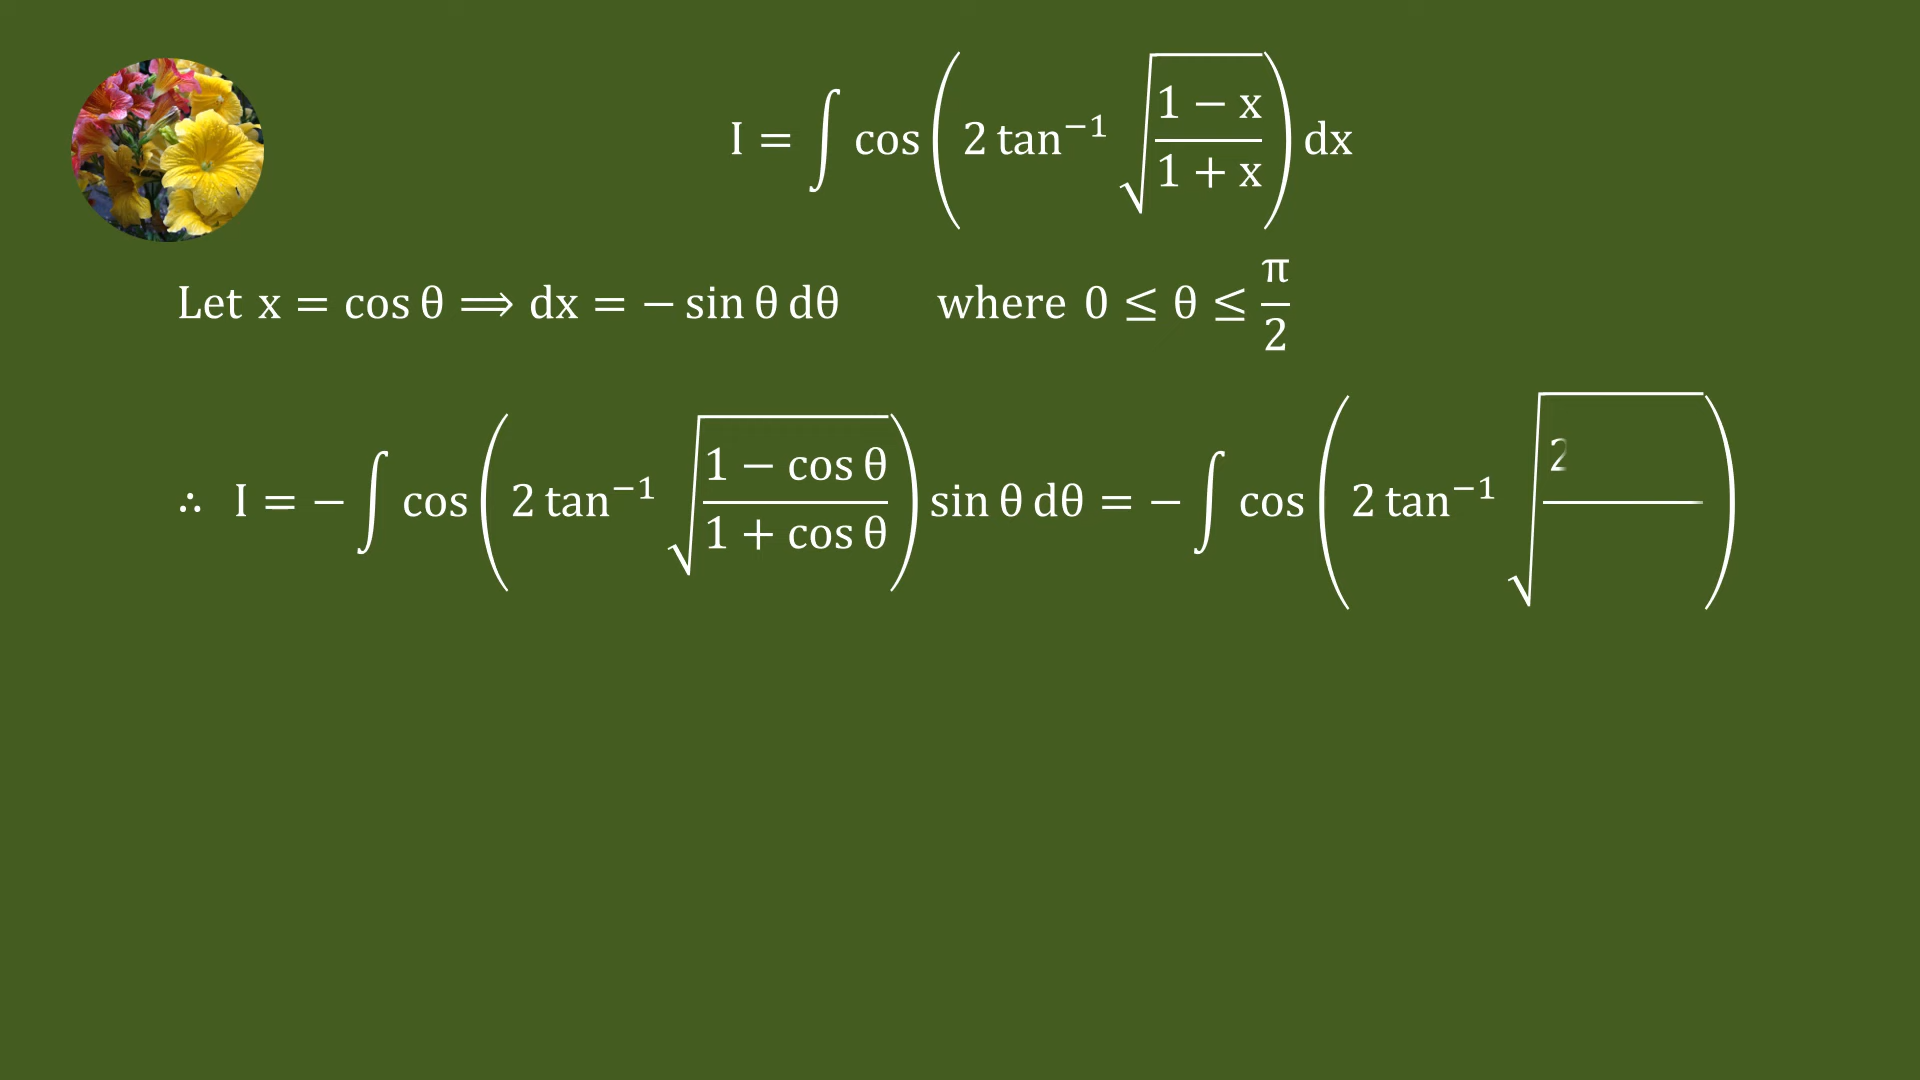 I = ∫ cos(2 tan⁻¹ √((1 − x)/(1 + x))) dx
Let x = cos θ ⟹ dx = − sin θ dθ where 0 ≤ θ ≤ π/2
∴ I = − ∫ cos(2 tan⁻¹ √((1 − cos θ)/(1 + cos θ))) sin θ dθ = − ∫ cos(2 tan⁻¹ √(2/ ))